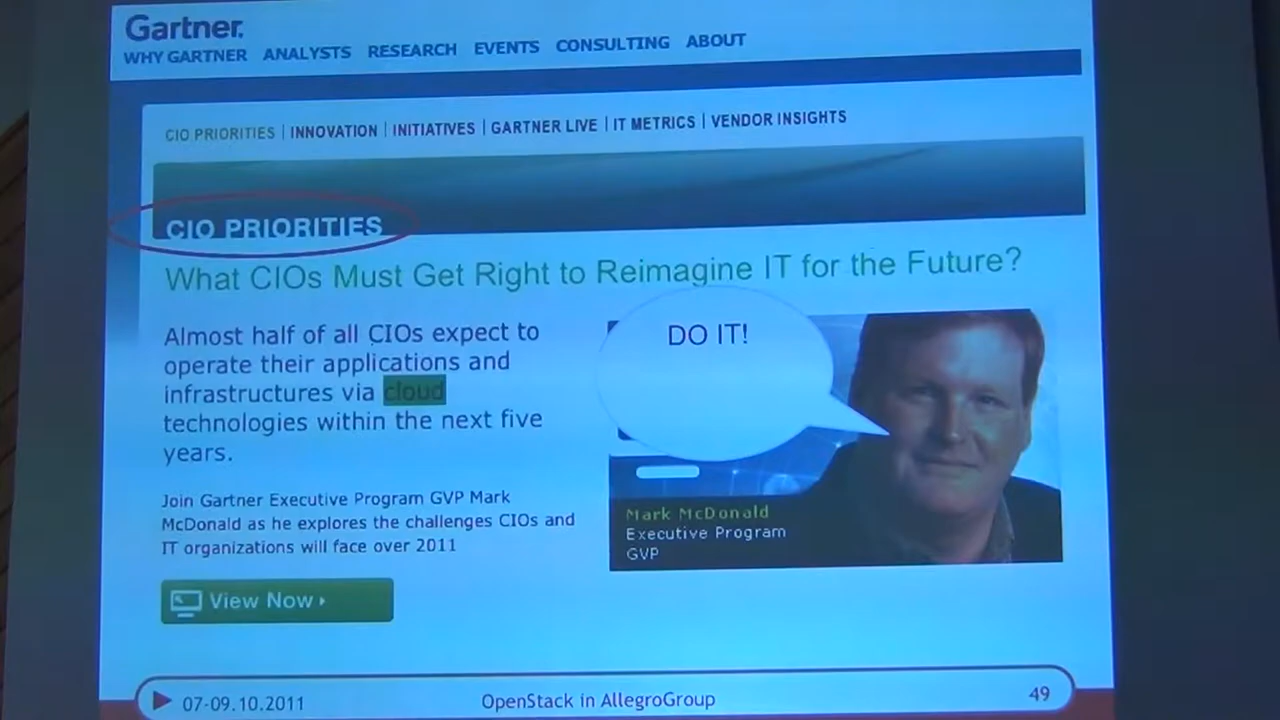 Gartner.
WHY GARTNER ANALYSTS RESEARCH EVENTS CONSULTING ABOUT
CIO PRIORITIES | INNOVATION | INITIATIVES | GARTNER LIVE | IT METRICS | VENDOR INSIGHTS
CIO PRIORITIES
What CIOs Must Get Right to Reimagine IT for the Future?
Almost half of all CIOs expect to
operate their applications and
infrastructures via cloud
technologies within the next five
years.
Join Gartner Executive Program GVP Mark
McDonald as he explores the challenges CIOs and
IT organizations will face over 2011
View Now
DO IT!
Mark McDonald
Executive Program
GVP
07-09.10.2011
OpenStack in AllegroGroup
49